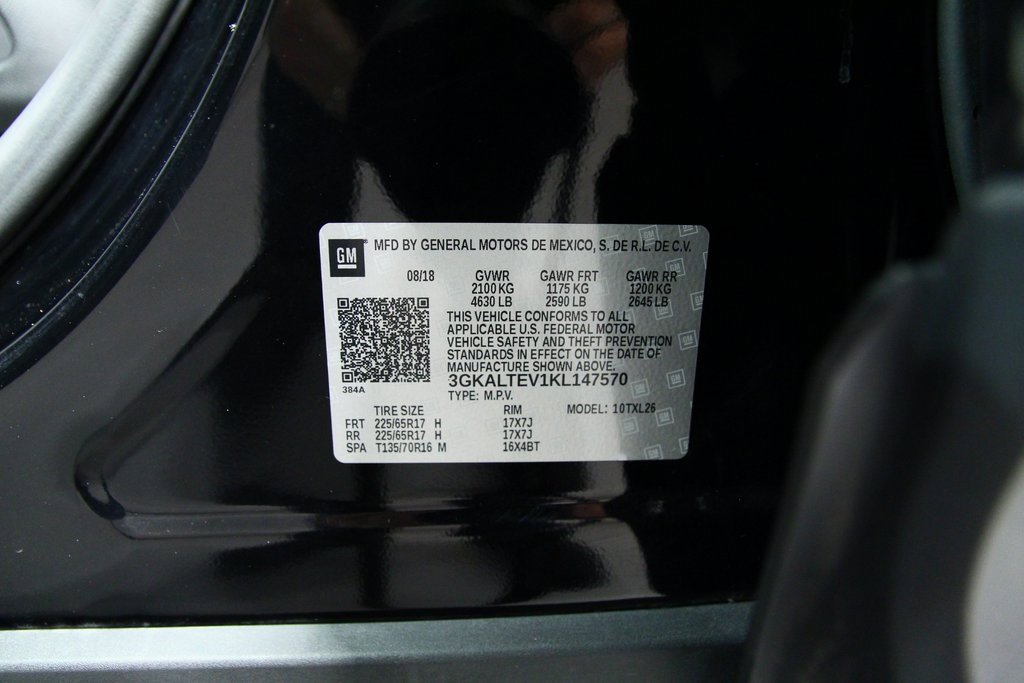 GM MFD BY GENERAL MOTORS DE MEXICO, S. DE R.L. DE C.V.
08/18 GVWR GAWR FRT GAWR RR
2100 KG 1175 KG 1200 KG
4630 LB 2590 LB 2645 LB
THIS VEHICLE CONFORMS TO ALL
APPLICABLE U.S. FEDERAL MOTOR
VEHICLE SAFETY AND THEFT PREVENTION
STANDARDS IN EFFECT ON THE DATE OF
MANUFACTURE SHOWN ABOVE.
3GKALTEV1KL147570
384A
TYPE: M.P.V.
TIRE SIZE RIM MODEL: 10TXL26
FRT 225/65R17 H 17X7J
RR 225/65R17 H 17X7J
SPA T135/70R16 M 16X4BT